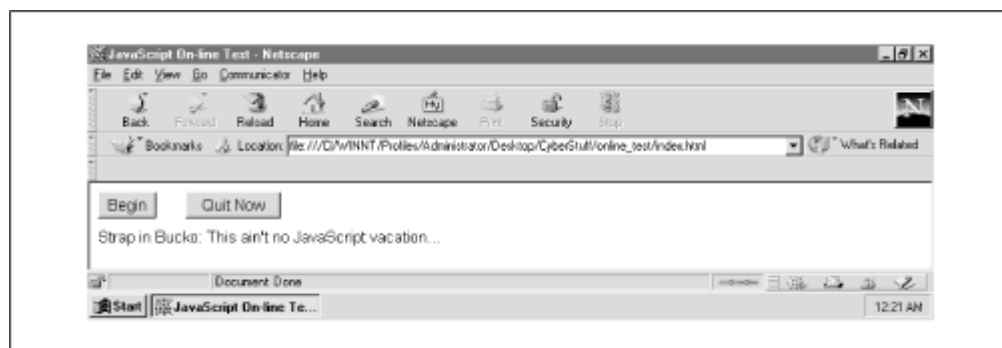 JavaScript On-line Test - Netscape
File Edit View Go Communicator Help
Back Forward Reload Home Search Netscape Print Security Stop
Bookmarks Location: file:///C|/WINNT/Profiles/Administrator/Desktop/CyberStuff/online_test/index.html What's Related
Begin Quit Now
Strap in Bucko: This ain't no JavaScript vacation...
Document Done
Start JavaScript On-line Te... 12:21 AM